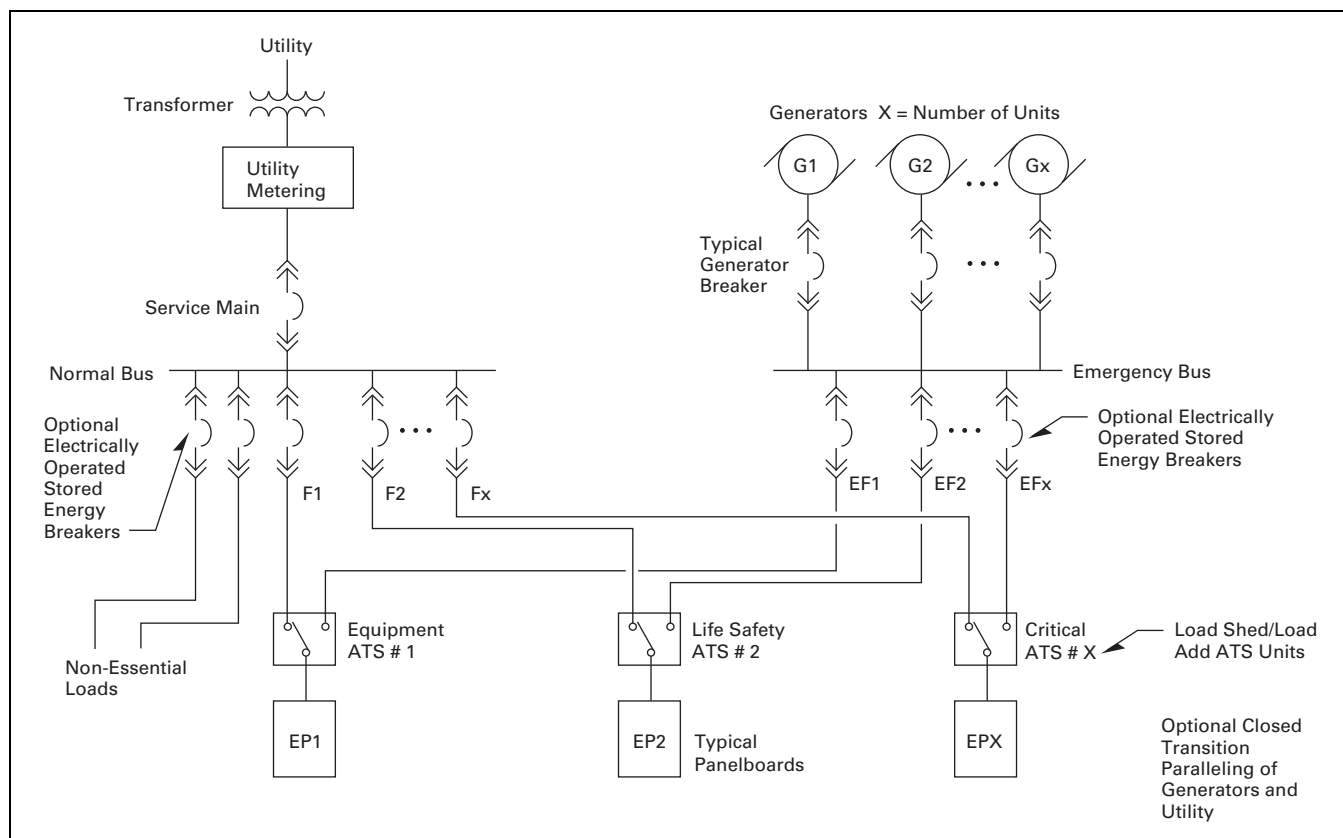 Utility
Transformer
Utility
Metering
Service Main
Generators X = Number of Units
G1
G2
Gx
Typical
Generator
Breaker
Normal Bus
Emergency Bus
Optional
Electrically
Operated
Stored
Energy
Breakers
Optional Electrically
Operated Stored
Energy Breakers
F1
F2
Fx
EF1
EF2
EFx
Non-Essential
Loads
Equipment
ATS # 1
Life Safety
ATS # 2
Critical
ATS # X
Load Shed/Load
Add ATS Units
EP1
EP2
Typical
Panelboards
EPX
Optional Closed
Transition
Paralleling of
Generators and
Utility